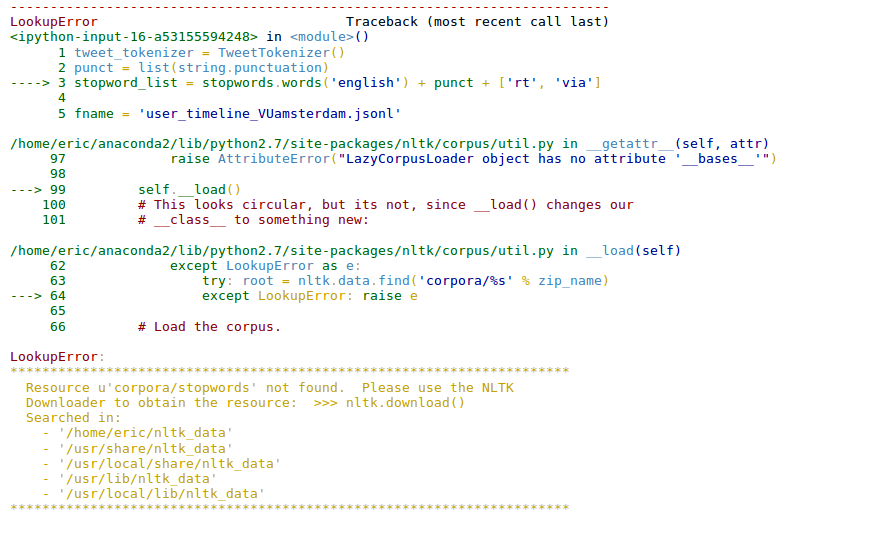 ---------------------------------------------------------------------------
LookupError                               Traceback (most recent call last)
<ipython-input-16-a53155594248> in <module>()
      1 tweet_tokenizer = TweetTokenizer()
      2 punct = list(string.punctuation)
----> 3 stopword_list = stopwords.words('english') + punct + ['rt', 'via']
      4
      5 fname = 'user_timeline_VUamsterdam.jsonl'
/home/eric/anaconda2/lib/python2.7/site-packages/nltk/corpus/util.py in __getattr__(self, attr)
     97             raise AttributeError("LazyCorpusLoader object has no attribute '__bases__'")
     98
---> 99         self.__load()
    100         # This looks circular, but its not, since __load() changes our
    101         # __class__ to something new:
/home/eric/anaconda2/lib/python2.7/site-packages/nltk/corpus/util.py in __load(self)
     62             except LookupError as e:
     63                 try: root = nltk.data.find('corpora/%s' % zip_name)
---> 64                 except LookupError: raise e
     65
     66         # Load the corpus.
LookupError:
**********************************************************************
  Resource u'corpora/stopwords' not found.  Please use the NLTK
  Downloader to obtain the resource:  >>> nltk.download()
  Searched in:
    - '/home/eric/nltk_data'
    - '/usr/share/nltk_data'
    - '/usr/local/share/nltk_data'
    - '/usr/lib/nltk_data'
    - '/usr/local/lib/nltk_data'
**********************************************************************